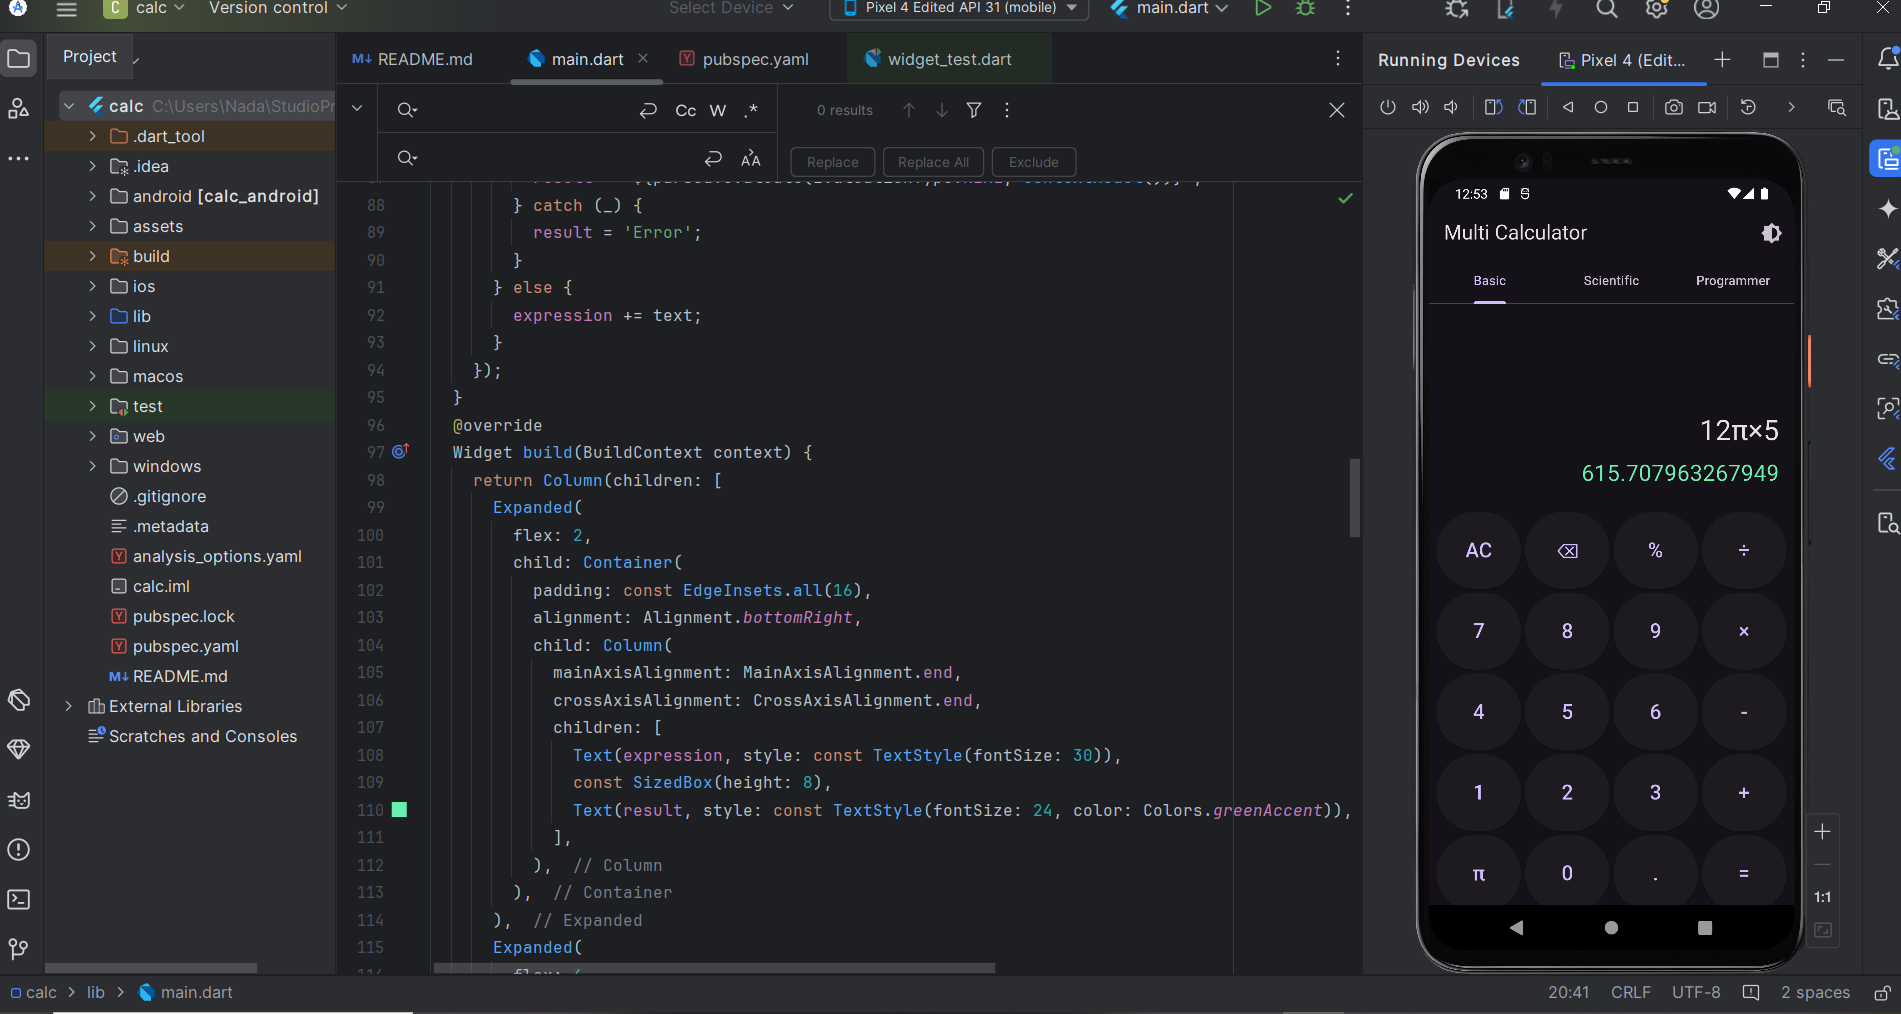 C calc Version control Select Device Pixel 4 Edited API 31 (mobile) main.dart
Project
README.md main.dart pubspec.yaml widget_test.dart
Running Devices Pixel 4 (Edit...
calc C:\Users\Nada\StudioPr
.dart_tool
.idea
android [calc_android]
assets
build
ios
lib
linux
macos
test
web
windows
.gitignore
.metadata
analysis_options.yaml
calc.iml
pubspec.lock
pubspec.yaml
M↓ README.md
External Libraries
Scratches and Consoles
Cc W .* 0 results
Replace Replace All Exclude
88 } catch (_) {
89 result = 'Error';
90 }
91 } else {
92 expression += text;
93 }
94 });
95 }
96 @override
97 Widget build(BuildContext context) {
98 return Column(children: [
99 Expanded(
100 flex: 2,
101 child: Container(
102 padding: const EdgeInsets.all(16),
103 alignment: Alignment.bottomRight,
104 child: Column(
105 mainAxisAlignment: MainAxisAlignment.end,
106 crossAxisAlignment: CrossAxisAlignment.end,
107 children: [
108 Text(expression, style: const TextStyle(fontSize: 30)),
109 const SizedBox(height: 8),
110 Text(result, style: const TextStyle(fontSize: 24, color: Colors.greenAccent)),
111 ],
112 ), // Column
113 ), // Container
114 ), // Expanded
115 Expanded(
12:53
Multi Calculator
Basic Scientific Programmer
12π×5
615.707963267949
AC ⌫ % ÷
7 8 9 ×
4 5 6 -
1 2 3 +
π 0 . =
1:1
calc > lib > main.dart
20:41 CRLF UTF-8 2 spaces